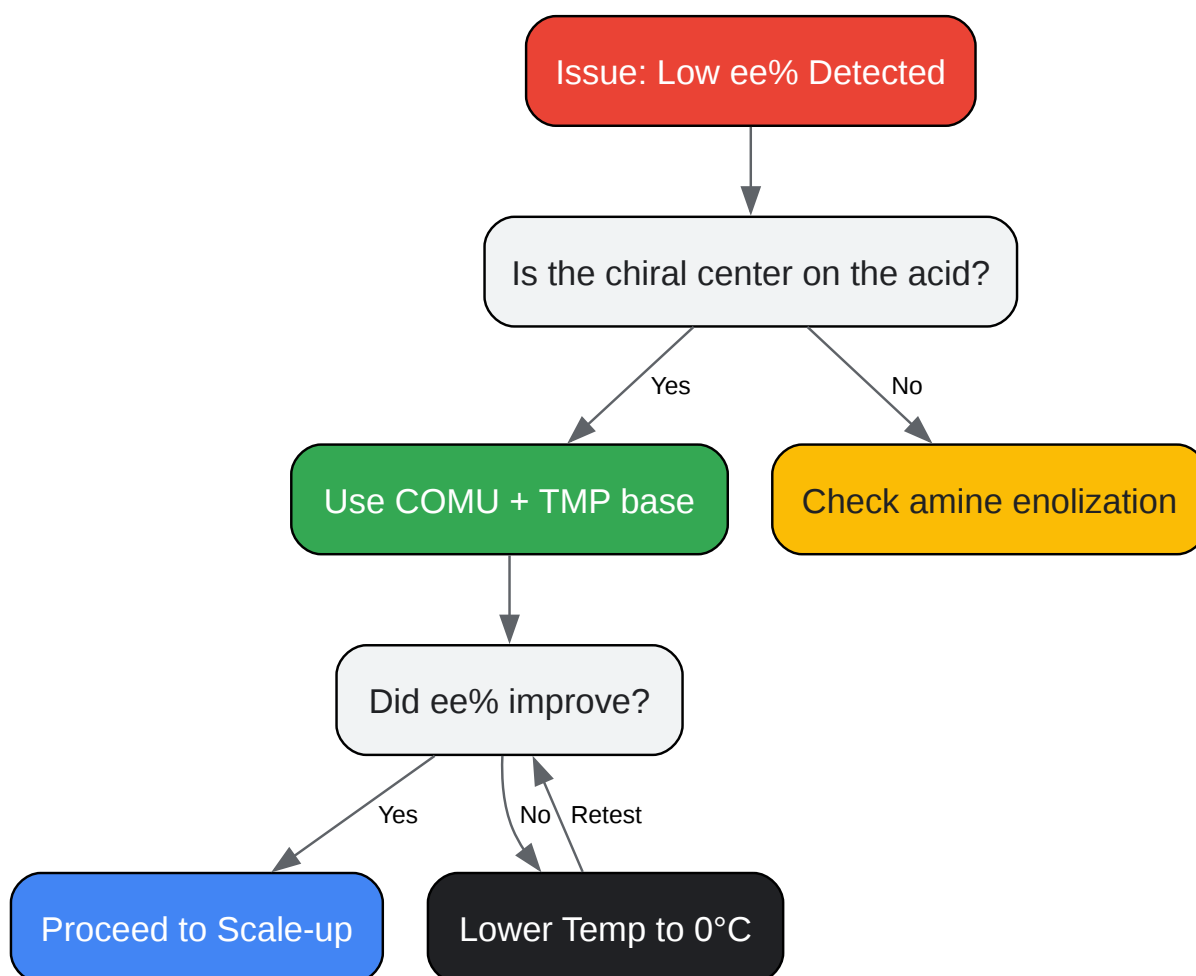 Issue: Low ee% Detected
Is the chiral center on the acid?
Yes
No
Use COMU + TMP base
Check amine enolization
Did ee% improve?
Yes
No
Retest
Proceed to Scale-up
Lower Temp to 0°C